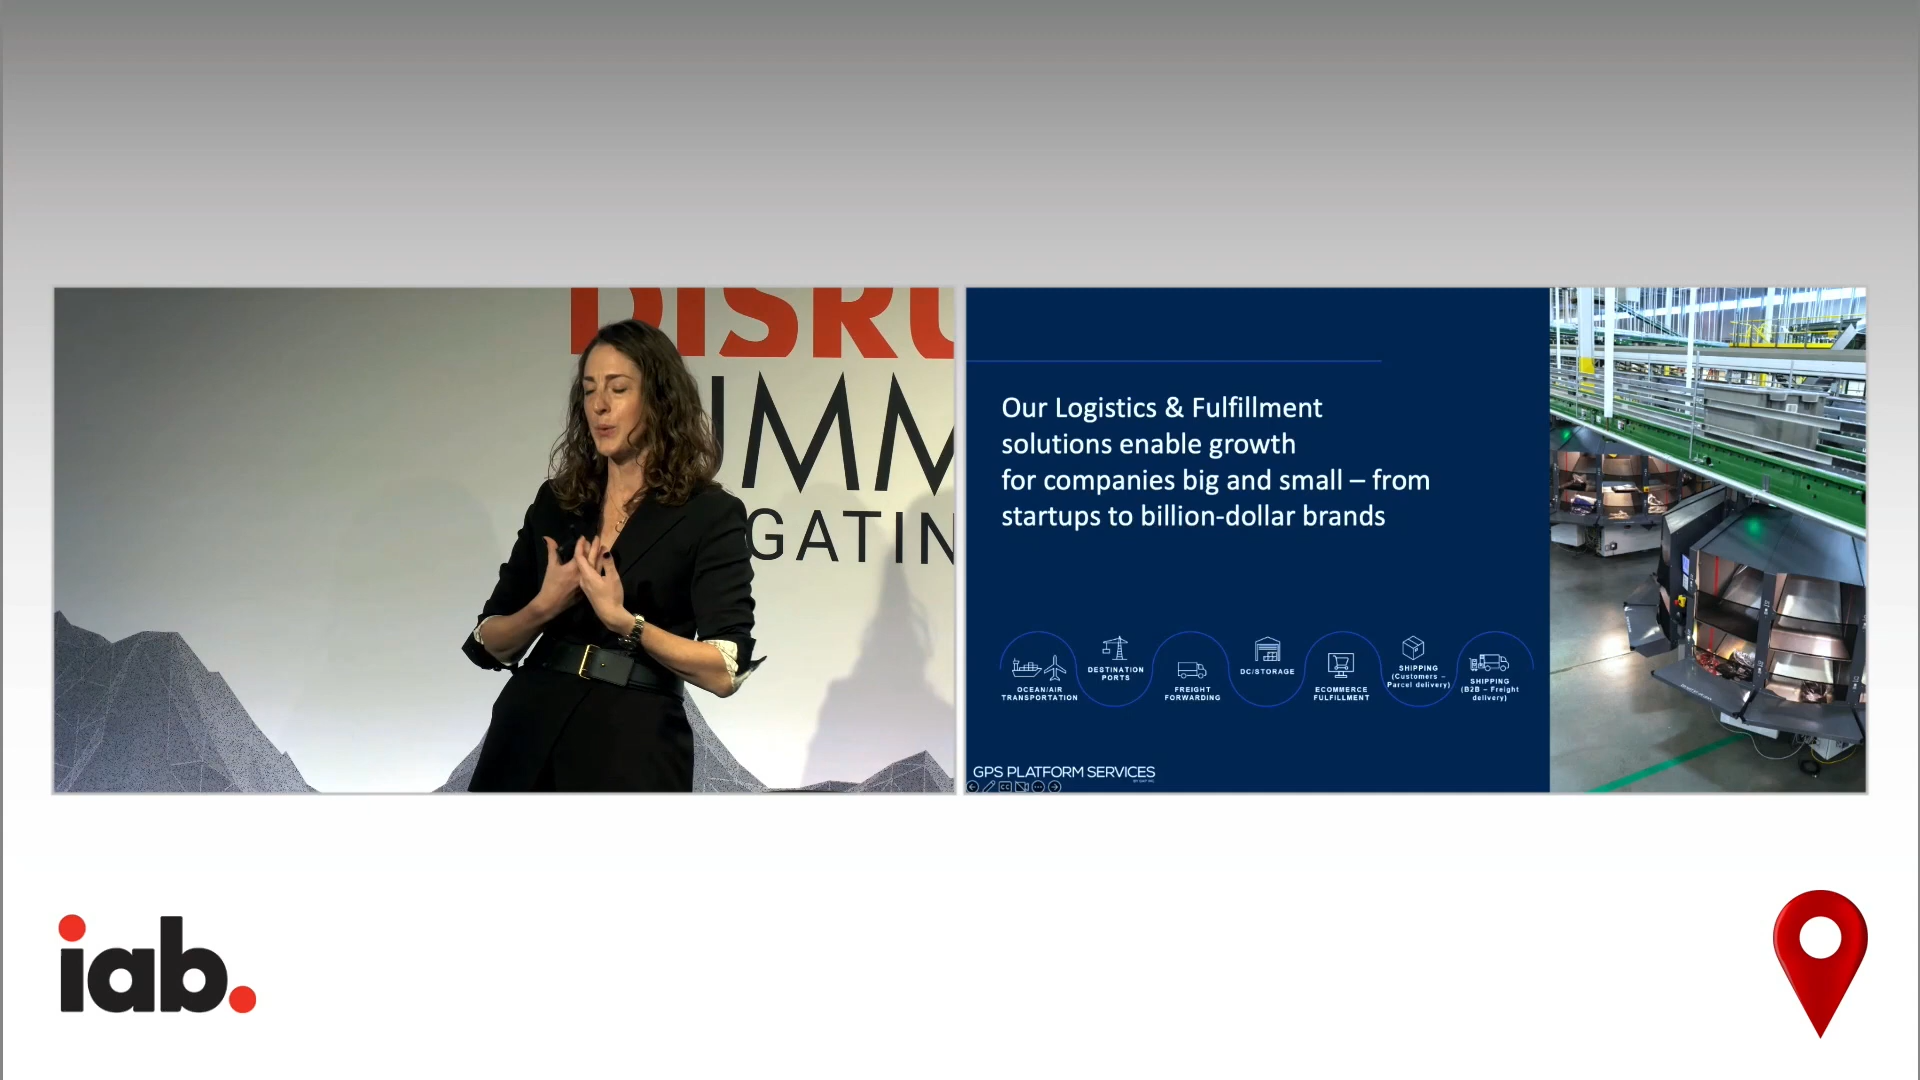 DISRU
IMM
GATIN
Our Logistics & Fulfillment
solutions enable growth
for companies big and small – from
startups to billion-dollar brands
OCEAN/AIR
TRANSPORTATION
DESTINATION
PORTS
FREIGHT
FORWARDING
DC/STORAGE
ECOMMERCE
FULFILLMENT
SHIPPING
(Customers –
Parcel delivery)
SHIPPING
(B2B – Freight
delivery)
GPS PLATFORM SERVICES
CC
iab.